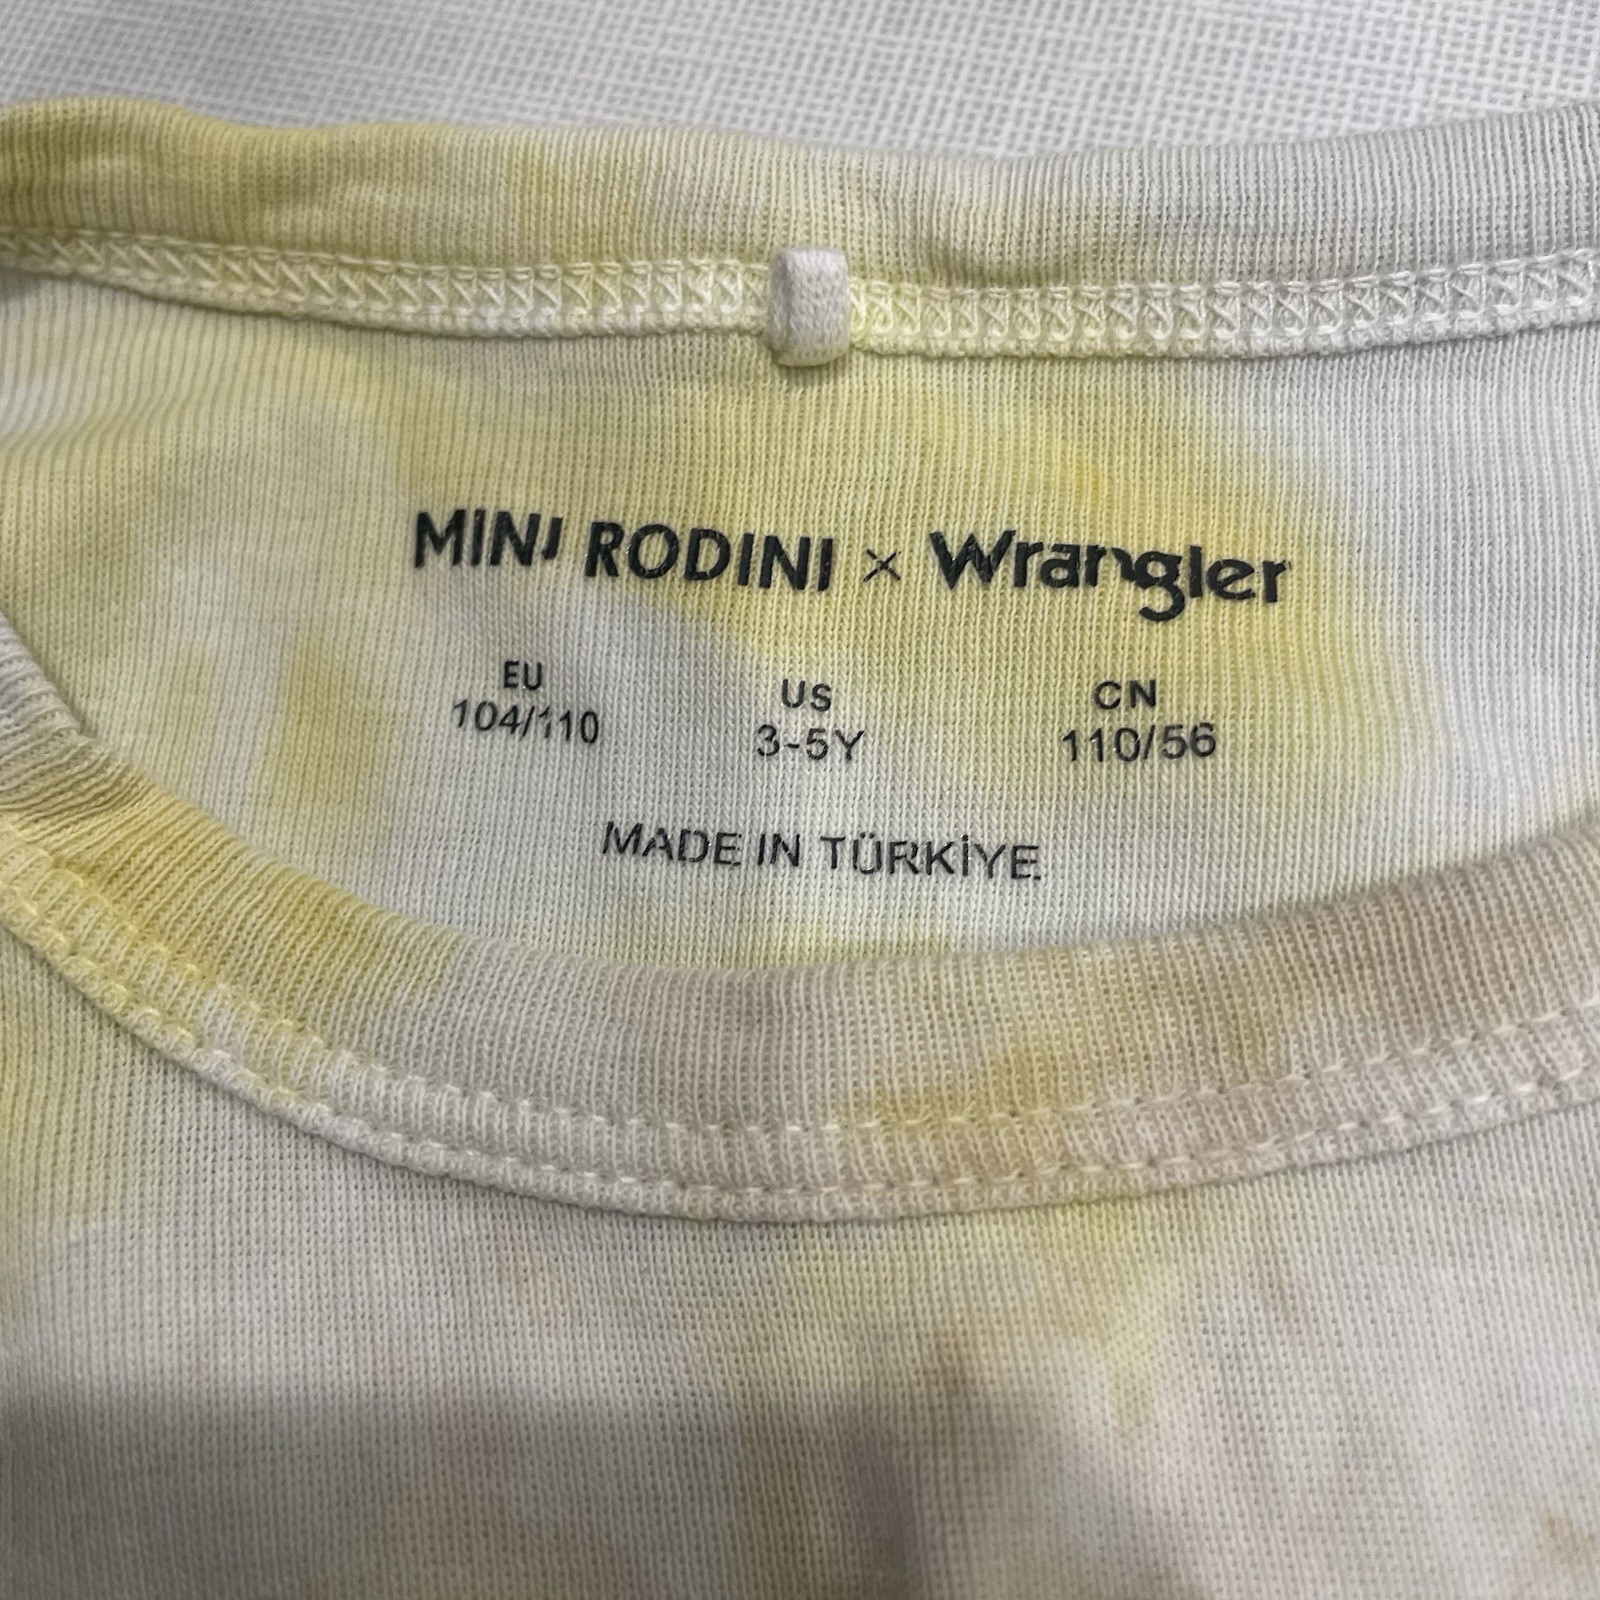 MINI RODINI × Wrangler
EU US CN
104/110 3-5Y 110/56
MADE IN TÜRKİYE